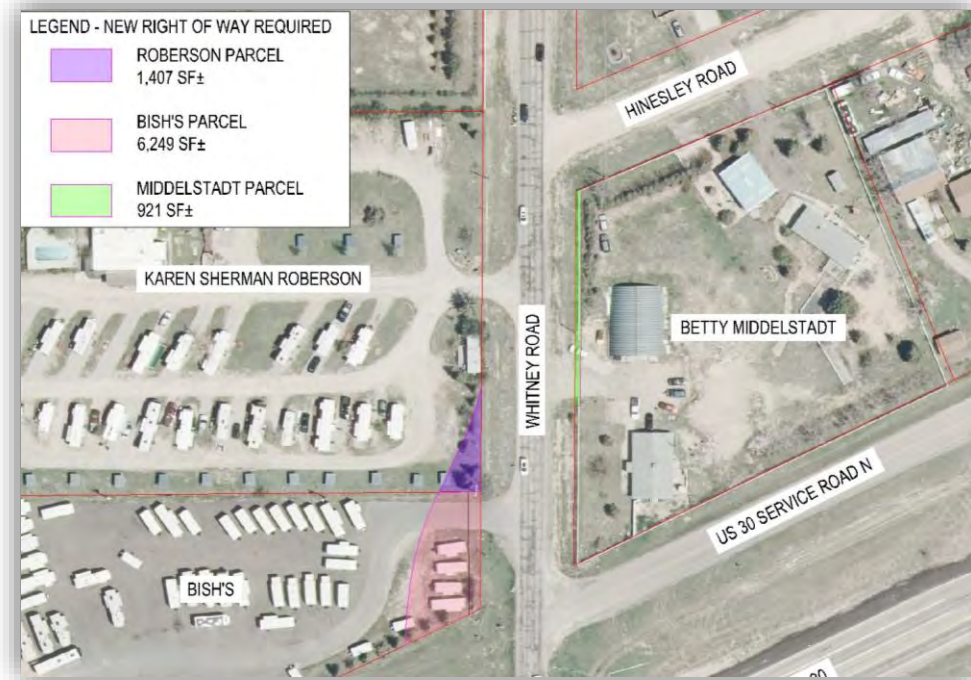 LEGEND - NEW RIGHT OF WAY REQUIRED
ROBERSON PARCEL
1,407 SF±
BISH'S PARCEL
6,249 SF±
MIDDELSTADT PARCEL
921 SF±
HINESLEY ROAD
KAREN SHERMAN ROBERSON
WHITNEY ROAD
BETTY MIDDELSTADT
US 30 SERVICE ROAD N
BISH'S